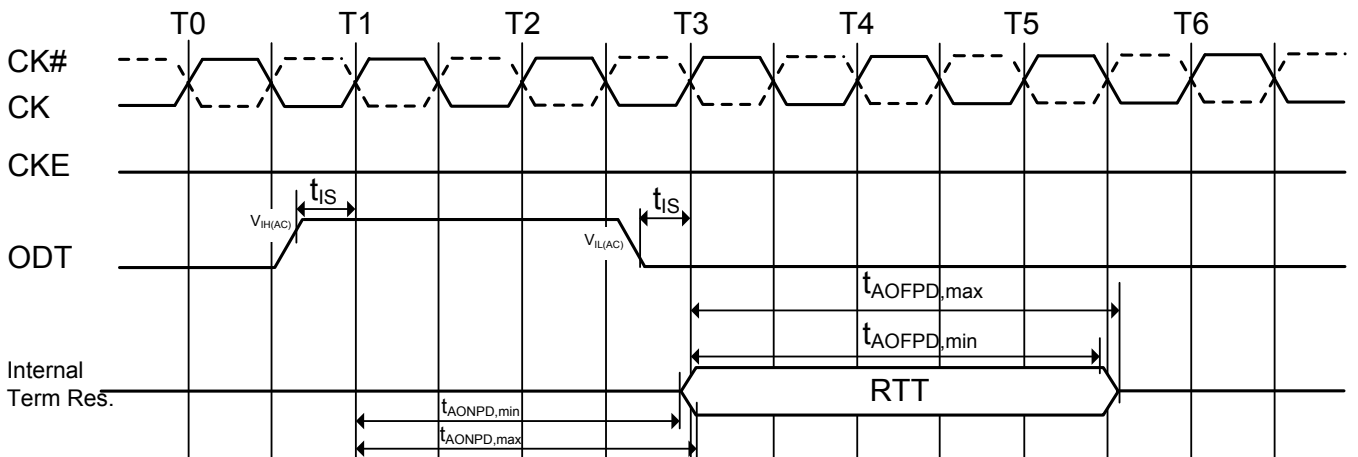 T0 T1 T2 T3 T4 T5 T6
CK#
CK
CKE
tIS
tIS
VIH(AC)
VIL(AC)
ODT
tAOFPD,max
tAOFPD,min
Internal
Term Res.
RTT
tAONPD,min
tAONPD,max